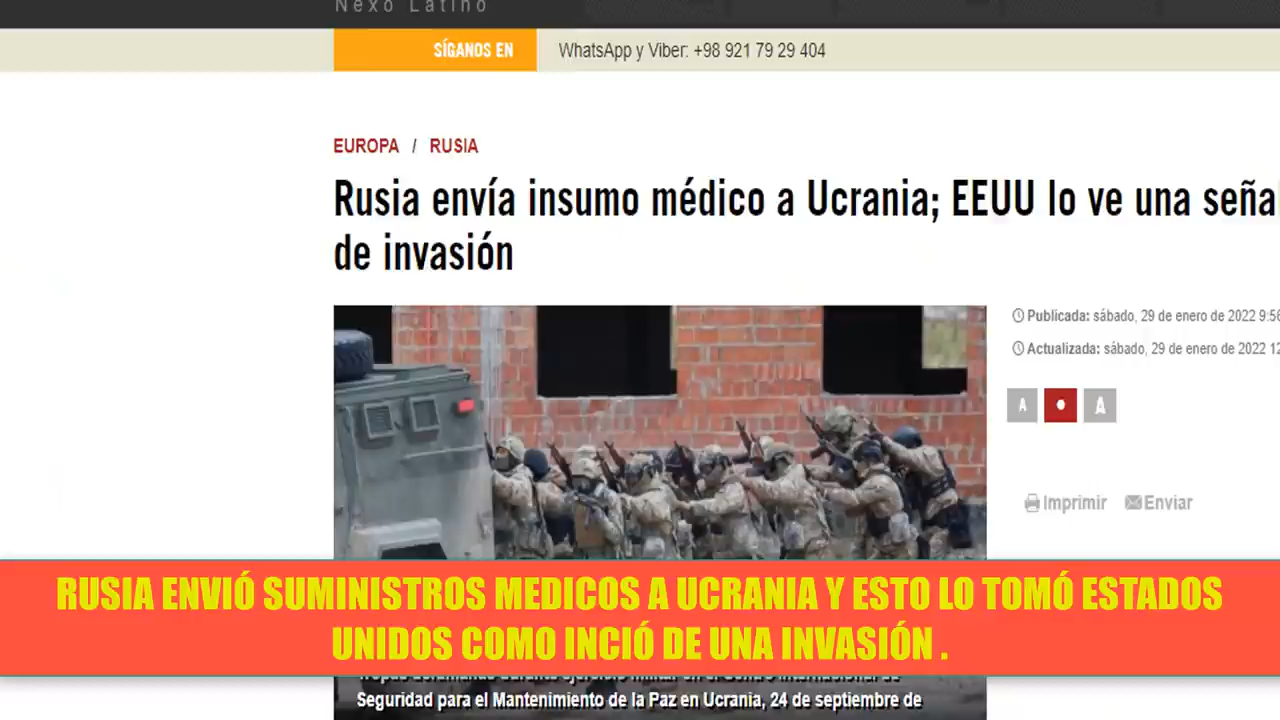 Nexo Latino
SÍGANOS EN
WhatsApp y Viber: +98 921 79 29 404
EUROPA / RUSIA
Rusia envía insumo médico a Ucrania; EEUU lo ve una seña
de invasión
Publicada: sábado, 29 de enero de 2022 9:56
Actualizada: sábado, 29 de enero de 2022 12
A A
Imprimir Enviar
RUSIA ENVIÓ SUMINISTROS MEDICOS A UCRANIA Y ESTO LO TOMÓ ESTADOS
UNIDOS COMO INCIÓ DE UNA INVASIÓN .
Seguridad para el Mantenimiento de la Paz en Ucrania, 24 de septiembre de